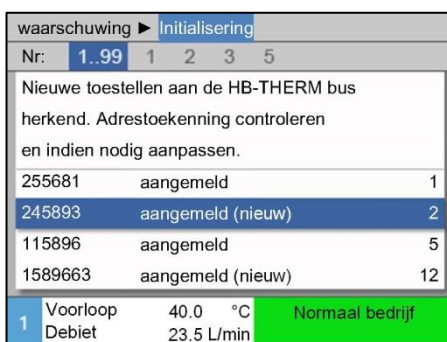 waarschuwing ► Initialisering
Nr: 1..99 1 2 3 5
Nieuwe toestellen aan de HB-THERM bus
herkend. Adrestoekenning controleren
en indien nodig aanpassen.
255681 aangemeld 1
245893 aangemeld (nieuw) 2
115896 aangemeld 5
1589663 aangemeld (nieuw) 12
1 Voorloop 40.0 °C Normaal bedrijf
Debiet 23.5 L/min